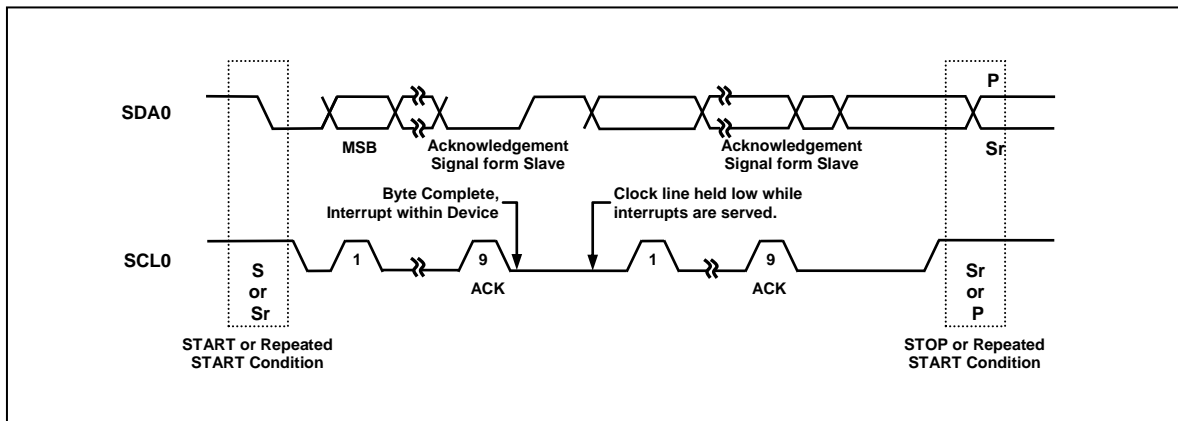 P
SDA0
MSB
Acknowledgement
Signal form Slave
Acknowledgement
Signal form Slave
Sr
Byte Complete,
Interrupt within Device
Clock line held low while
interrupts are served.
SCL0
S
or
Sr
1
9
ACK
1
9
ACK
Sr
or
P
START or Repeated
START Condition
STOP or Repeated
START Condition